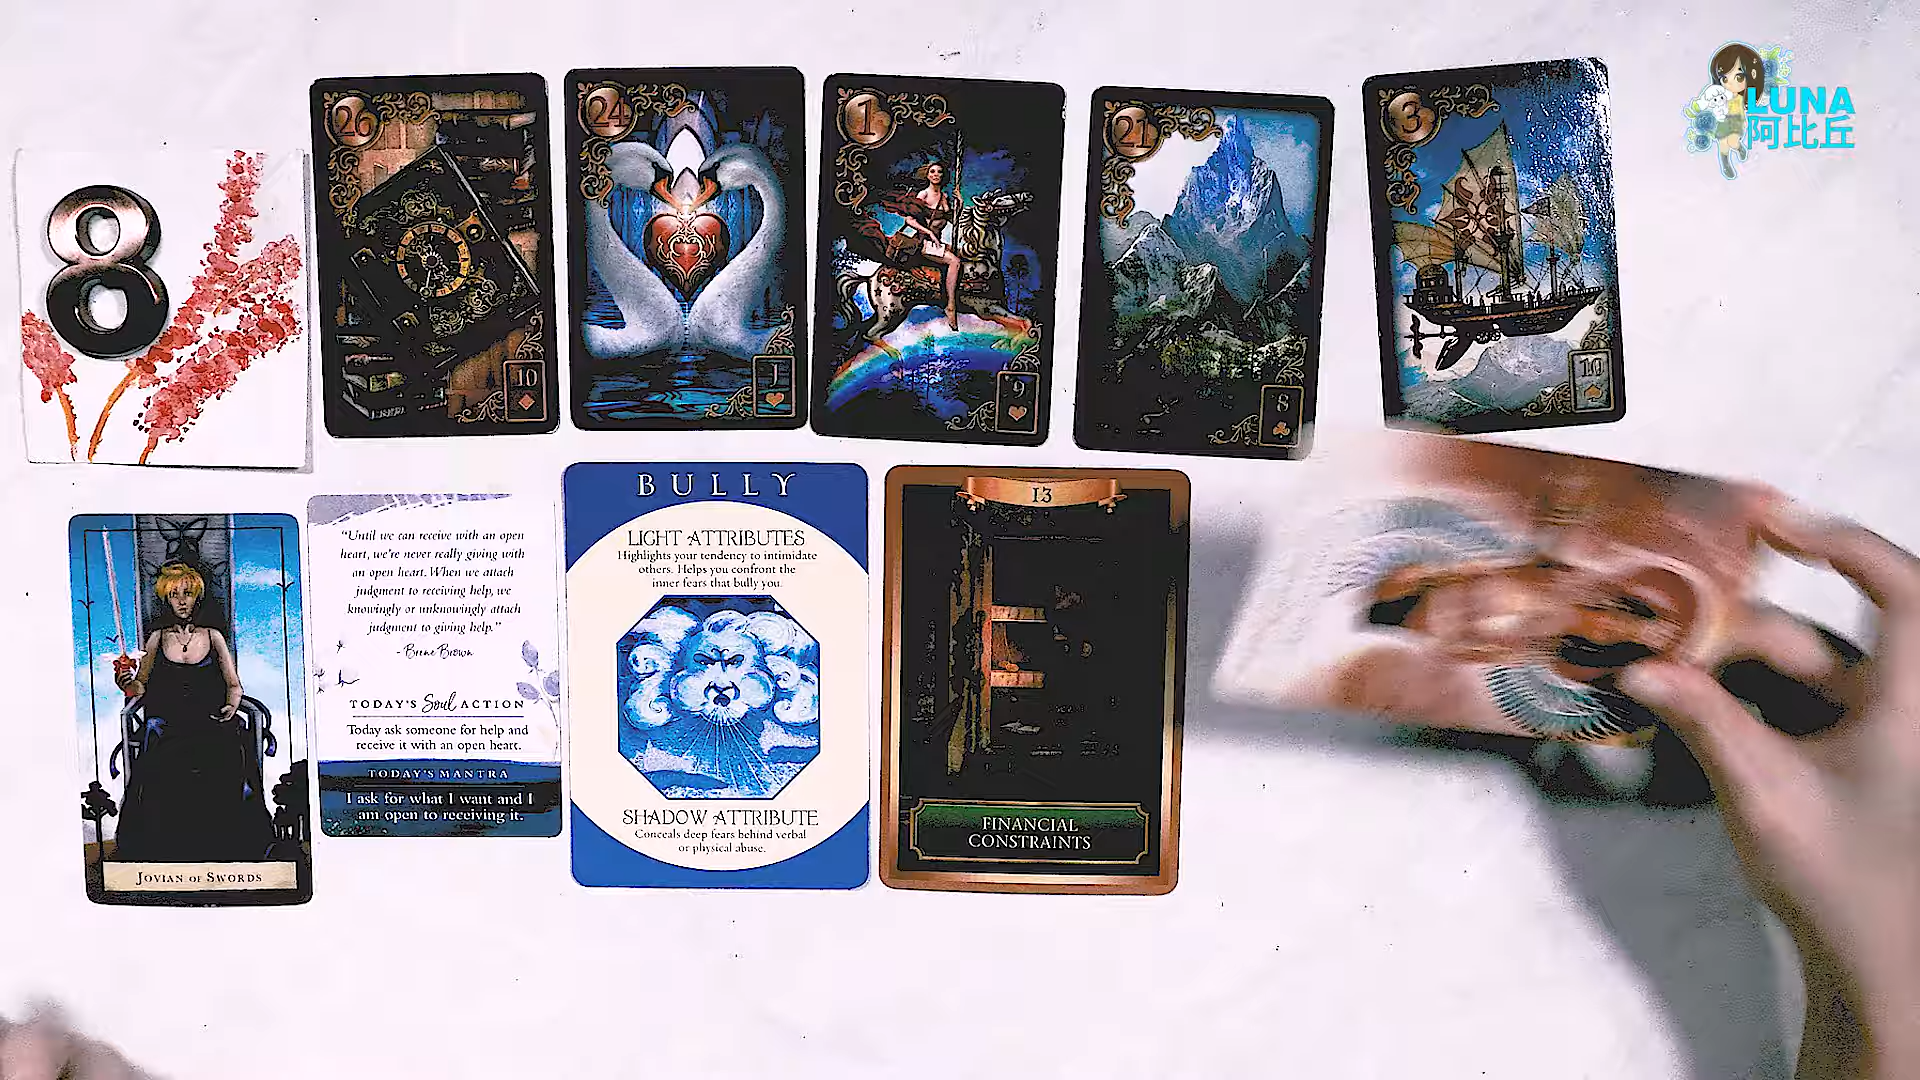 LUNA
阿比丘
8
26
10
24
J
1
9
21
8
3
10
JOVIAN OF SWORDS
"Until we can receive with an open
heart, we're never really giving with
an open heart. When we attach
judgment to receiving help, we
knowingly or unknowingly attach
judgment to giving help."
- Brene Brown
TODAY'S Soul ACTION
Today ask someone for help and
receive it with an open heart.
TODAY'S MANTRA
I ask for what I want and I
am open to receiving it.
BULLY
LIGHT ATTRIBUTES
Highlights your tendency to intimidate
others. Helps you confront the
inner fears that bully you.
SHADOW ATTRIBUTE
Conceals deep fears behind verbal
or physical abuse.
13
FINANCIAL
CONSTRAINTS